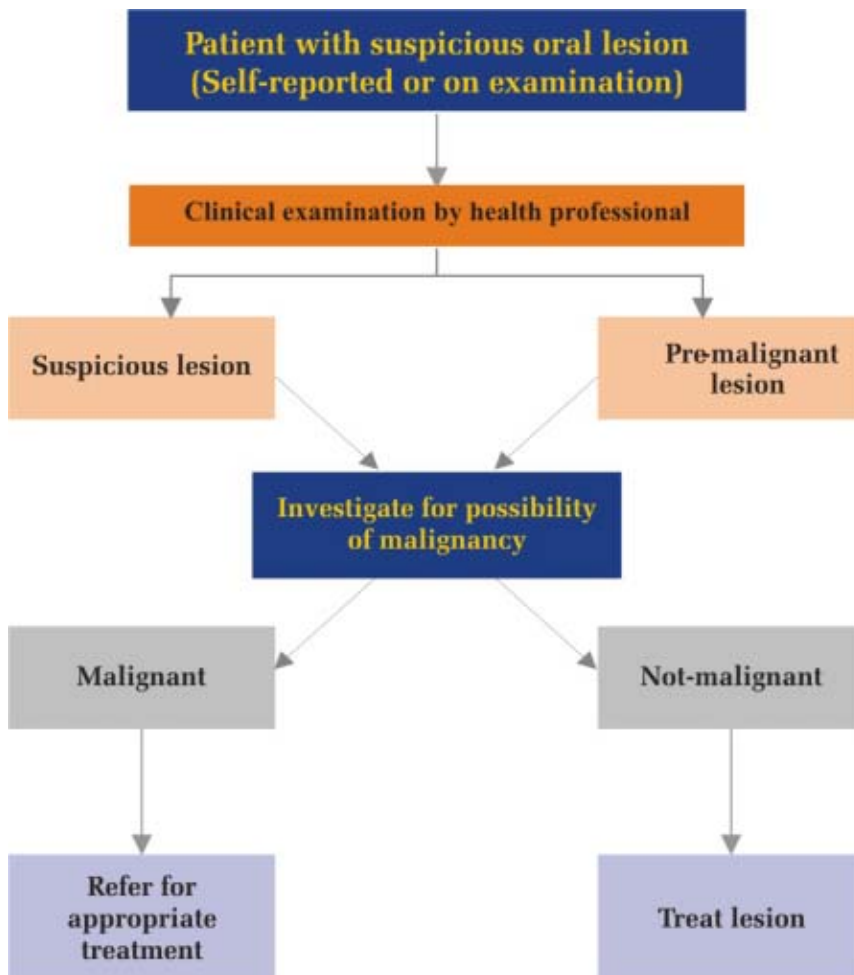 Patient with suspicious oral lesion
(Self-reported or on examination)
Clinical examination by health professional
Suspicious lesion
Pre-malignant
lesion
Investigate for possibility
of malignancy
Malignant
Not-malignant
Refer for
appropriate
treatment
Treat lesion